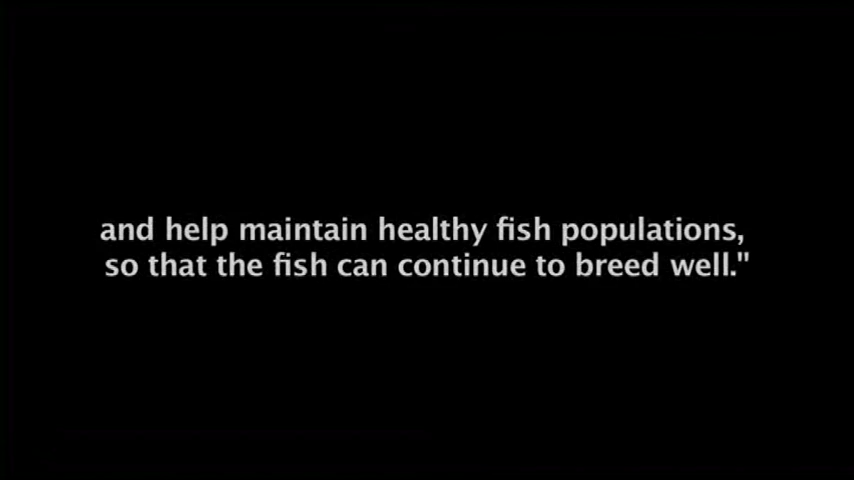 and help maintain healthy fish populations,
so that the fish can continue to breed well."